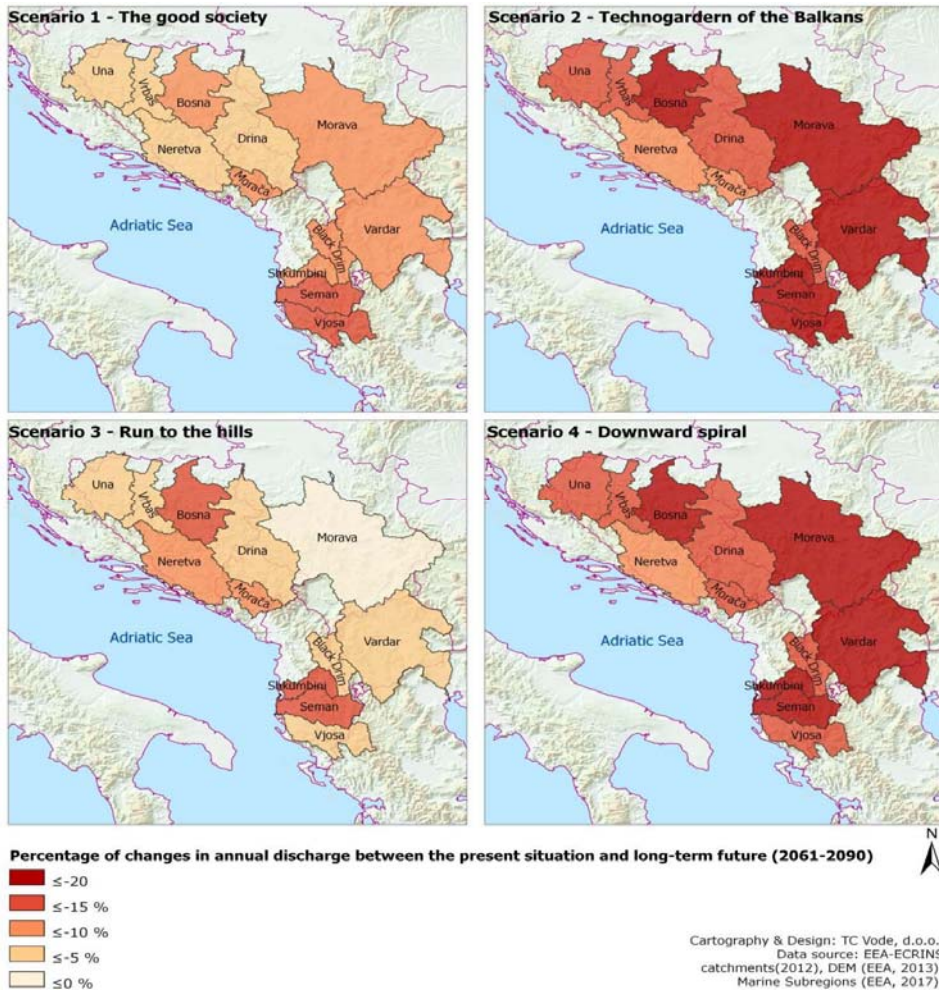 Scenario 1 - The good society
Una
Vrbas
Bosna
Drina
Morava
Neretva
Morača
Adriatic Sea
Black Drim
Vardar
Shkumbini
Seman
Vjosa
Scenario 2 - Technogardern of the Balkans
Una
Vrbas
Bosna
Drina
Morava
Neretva
Morača
Adriatic Sea
Black Drim
Vardar
Shkumbini
Seman
Vjosa
Scenario 3 - Run to the hills
Una
Vrbas
Bosna
Drina
Morava
Neretva
Morača
Adriatic Sea
Black Drim
Vardar
Shkumbini
Seman
Vjosa
Scenario 4 - Downward spiral
Una
Vrbas
Bosna
Drina
Morava
Neretva
Morača
Adriatic Sea
Black Drim
Vardar
Shkumbini
Seman
Vjosa
N
Percentage of changes in annual discharge between the present situation and long-term future (2061-2090)
≤-20
≤-15 %
≤-10 %
≤-5 %
≤0 %
Cartography & Design: TC Vode, d.o.o.
Data source: EEA-ECRINS
catchments(2012), DEM (EEA, 2013)
Marine Subregions (EEA, 2017)